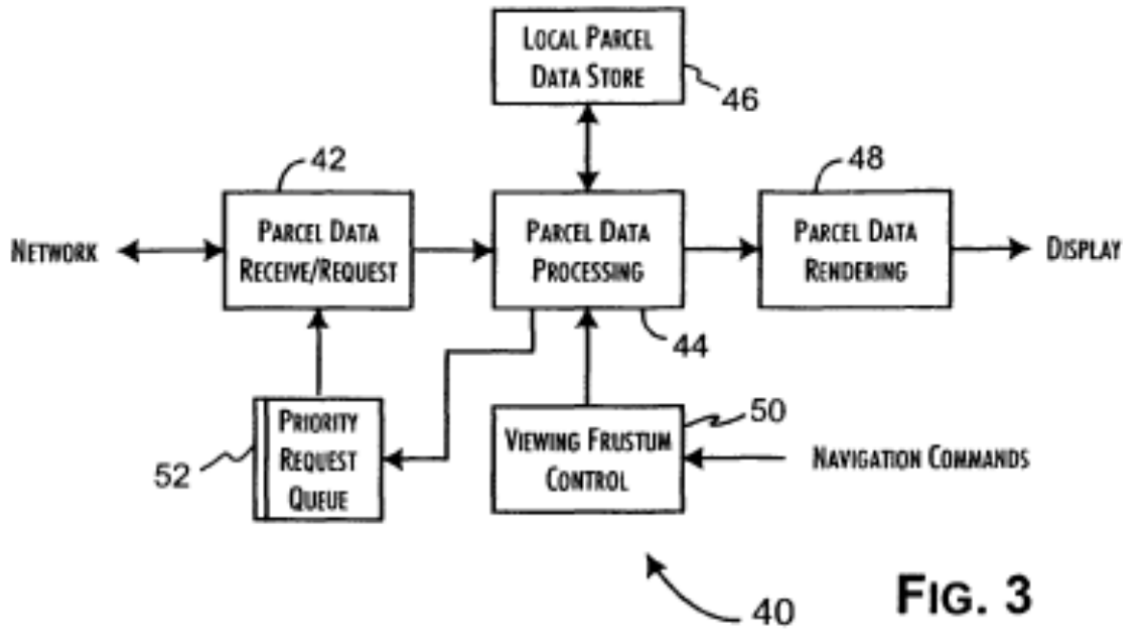 LOCAL PARCEL
DATA STORE
46
42
48
NETWORK
PARCEL DATA
RECEIVE/REQUEST
PARCEL DATA
PROCESSING
PARCEL DATA
RENDERING
DISPLAY
44
52
PRIORITY
REQUEST
QUEUE
VIEWING FRUSTUM
CONTROL
50
NAVIGATION COMMANDS
40
FIG. 3